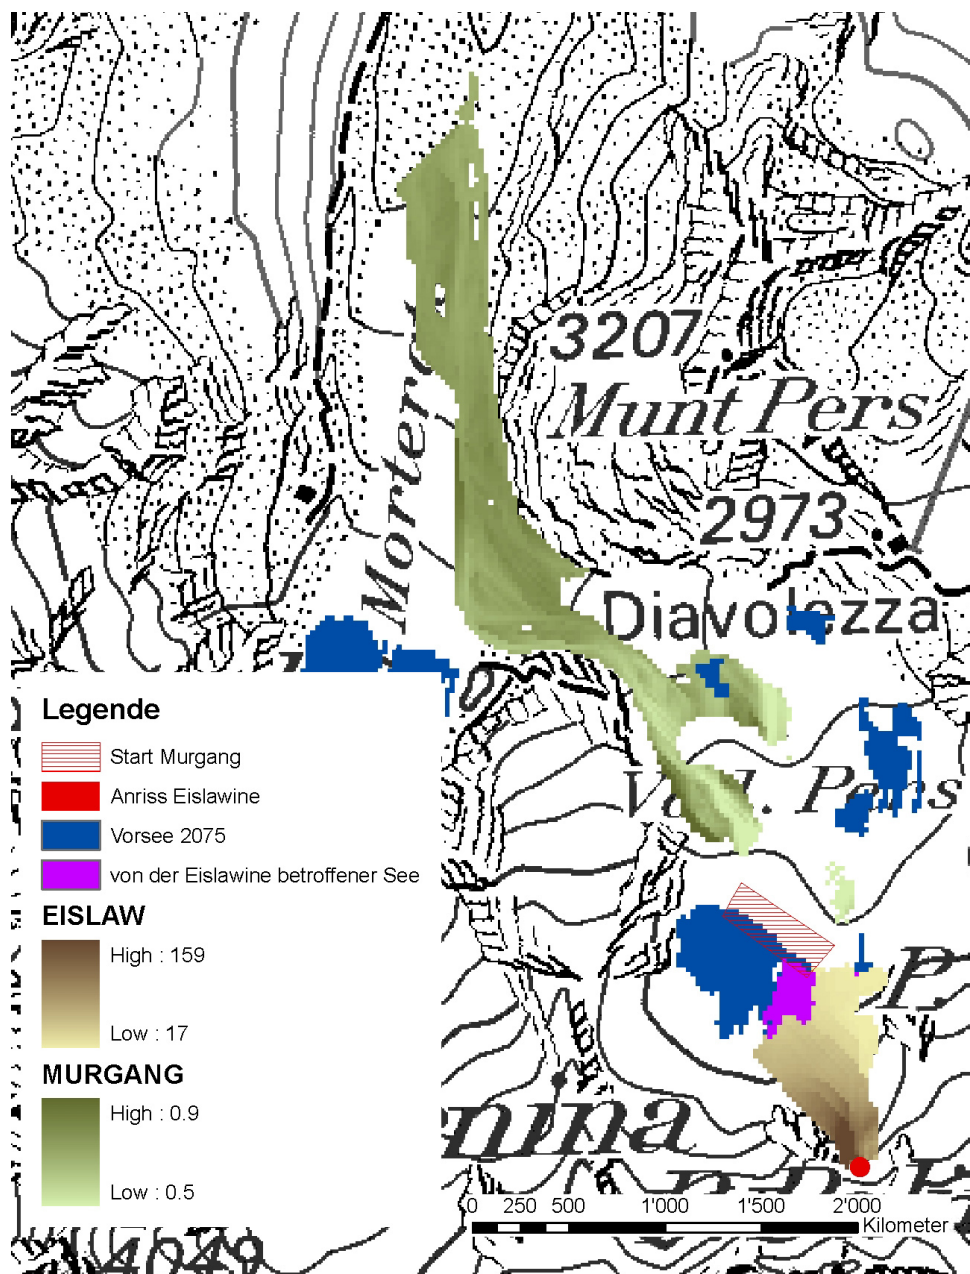 3207
Munt Pers
Morter
2973
Diavolezza
Vad. Pers
Legende
Start Murgang
Anriss Eislawine
Vorsee 2075
von der Eislawine betroffener See
EISLAW
High : 159
Low : 17
MURGANG
High : 0.9
Low : 0.5
P.
nina
0 250 500 1'000 1'500 2'000
Kilometer
4049